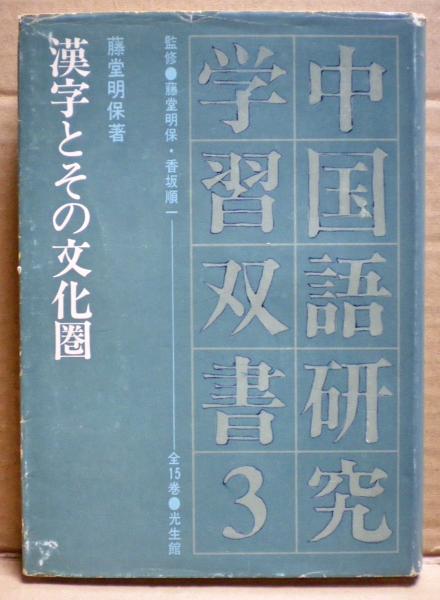 中国語研究
学習双書3
監修●藤堂明保・香坂順一――全15巻●光生館
藤堂明保著
漢字とその文化圏